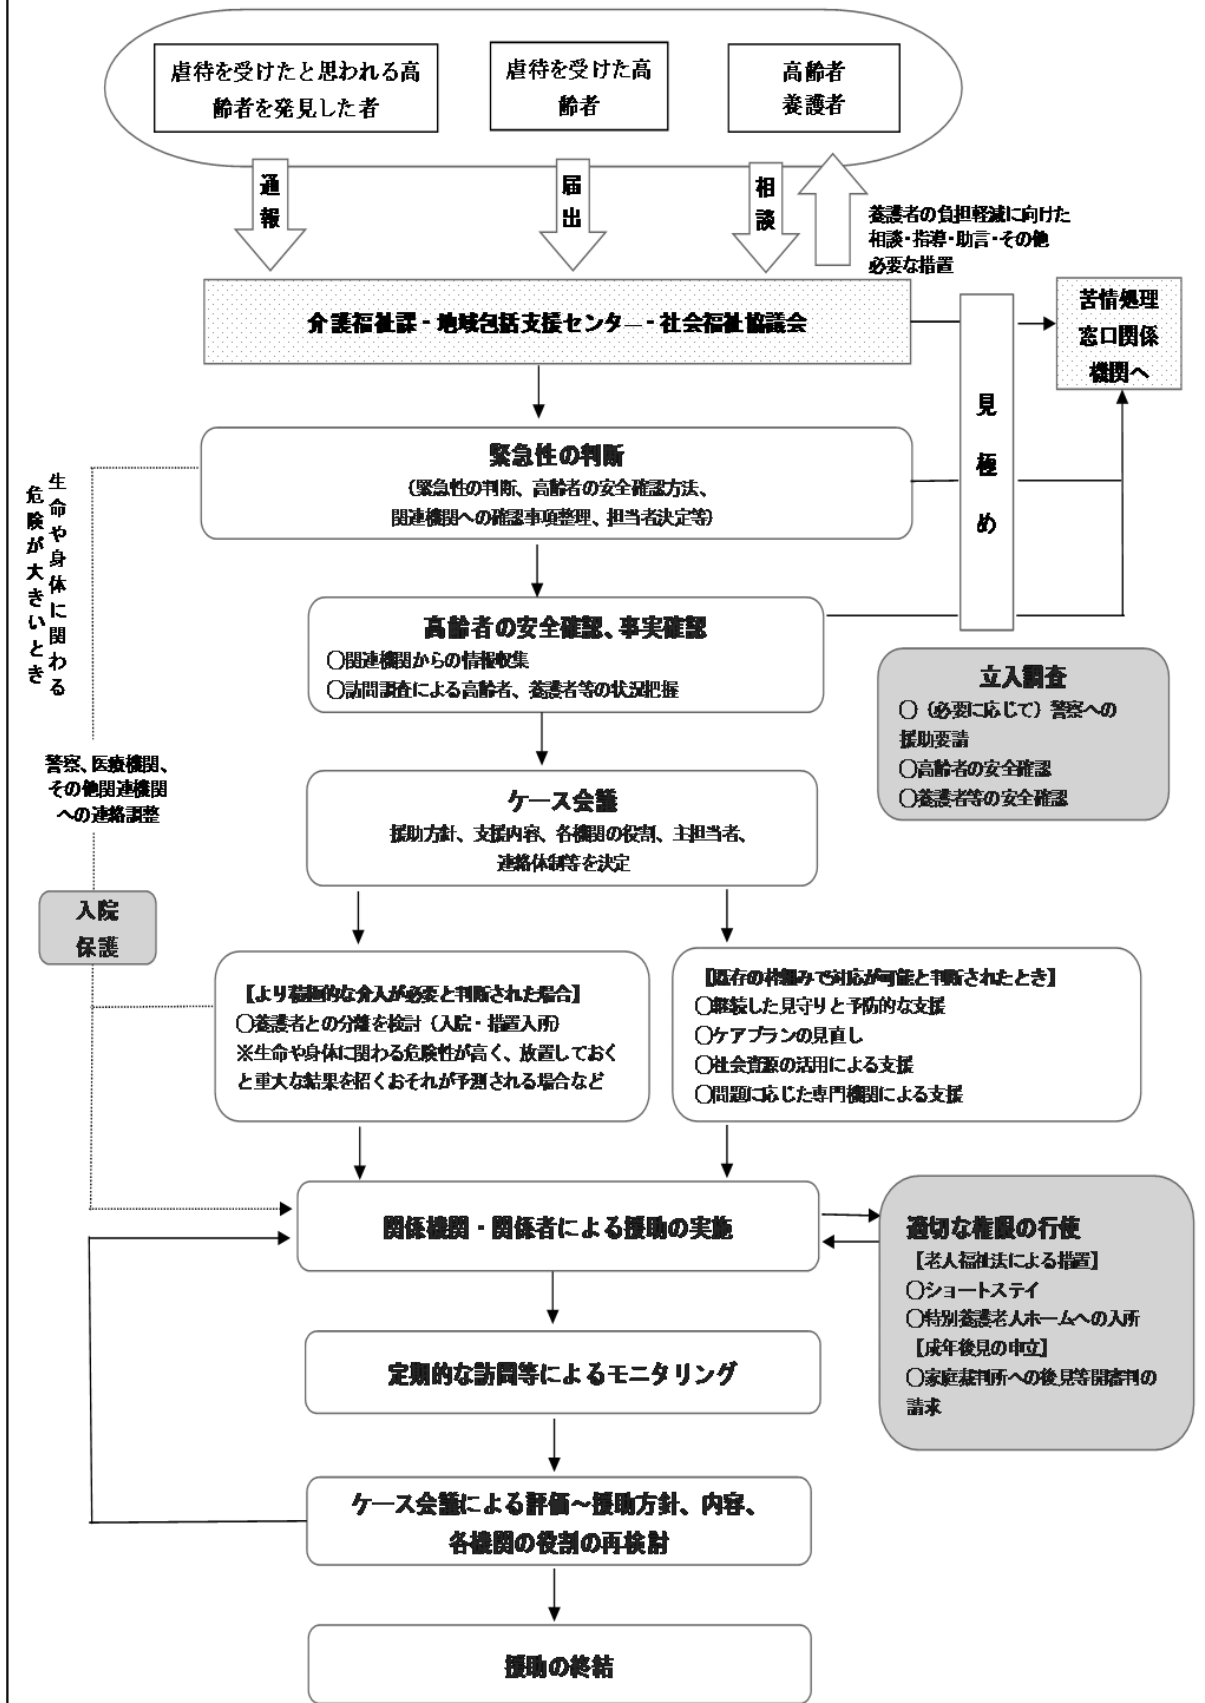 虐待を受けたと思われる高
齢者を発見した者
虐待を受けた高
齢者
高齢者
養護者
通報
届出
相談
養護者の負担軽減に向けた
相談・指導・助言・その他
必要な措置
介護福祉課・地域包括支援センター・社会福祉協議会
苦情処理
窓口関係
機関へ
見極め
緊急性の判断
（緊急性の判断、高齢者の安全確認方法、
関連機関への確認事項整理、担当者決定等）
生命や身体に関わる
危険が大きいとき
高齢者の安全確認、事実確認
○関連機関からの情報収集
○訪問調査による高齢者、養護者等の状況把握
立入調査
○（必要に応じて）警察への
援助要請
○高齢者の安全確認
○養護者等の安全確認
警察、医療機関、
その他関連機関
への連絡調整
ケース会議
援助方針、支援内容、各機関の役割、主担当者、
連絡体制等を決定
入院
保護
【より積極的な介入が必要と判断された場合】
○養護者との分離を検討（入院・措置入所）
※生命や身体に関わる危険性が高く、放置しておく
と重大な結果を招くおそれが予測される場合など
【既存の枠組みで対応が可能と判断されたとき】
○継続した見守りと予防的な支援
○ケアプランの見直し
○社会資源の活用による支援
○問題に応じた専門機関による支援
関係機関・関係者による援助の実施
適切な権限の行使
【老人福祉法による措置】
○ショートステイ
○特別養護老人ホームへの入所
【成年後見の申立】
○家庭裁判所への後見等開審判の
請求
定期的な訪問等によるモニタリング
ケース会議による評価～援助方針、内容、
各機関の役割の再検討
援助の終結